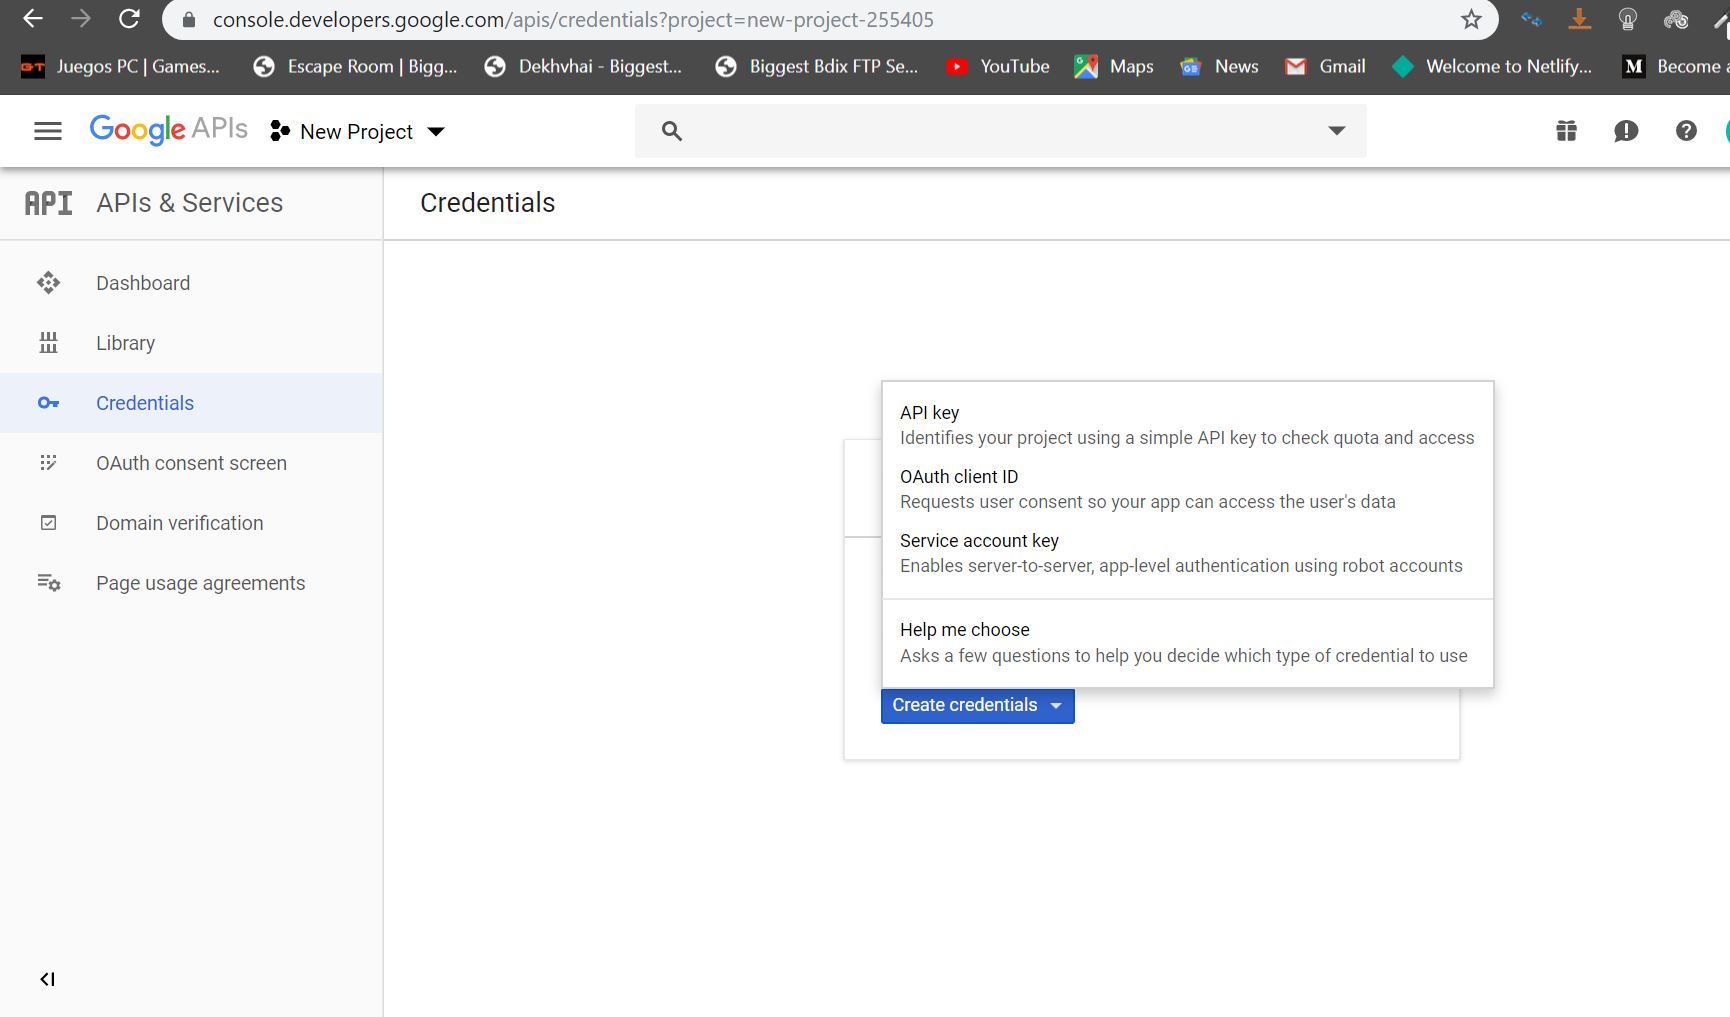 console.developers.google.com/apis/credentials?project=new-project-255405
GT Juegos PC | Games... Escape Room | Bigg... Dekhvhai - Biggest... Biggest Bdix FTP Se... YouTube Maps News Gmail Welcome to Netlify... M Become a
Google APIs New Project
API APIs & Services
Credentials
Dashboard
Library
Credentials
OAuth consent screen
Domain verification
Page usage agreements
API key
Identifies your project using a simple API key to check quota and access
OAuth client ID
Requests user consent so your app can access the user's data
Service account key
Enables server-to-server, app-level authentication using robot accounts
Help me choose
Asks a few questions to help you decide which type of credential to use
Create credentials